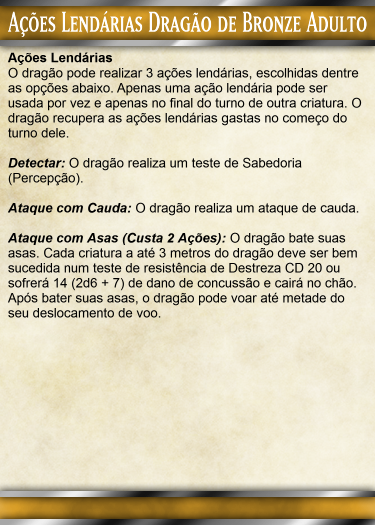 Ações Lendárias Dragão de Bronze Adulto
Ações Lendárias
O dragão pode realizar 3 ações lendárias, escolhidas dentre
as opções abaixo. Apenas uma ação lendária pode ser
usada por vez e apenas no final do turno de outra criatura. O
dragão recupera as ações lendárias gastas no começo do
turno dele.
Detectar: O dragão realiza um teste de Sabedoria
(Percepção).
Ataque com Cauda: O dragão realiza um ataque de cauda.
Ataque com Asas (Custa 2 Ações): O dragão bate suas
asas. Cada criatura a até 3 metros do dragão deve ser bem
sucedida num teste de resistência de Destreza CD 20 ou
sofrerá 14 (2d6 + 7) de dano de concussão e cairá no chão.
Após bater suas asas, o dragão pode voar até metade do
seu deslocamento de voo.